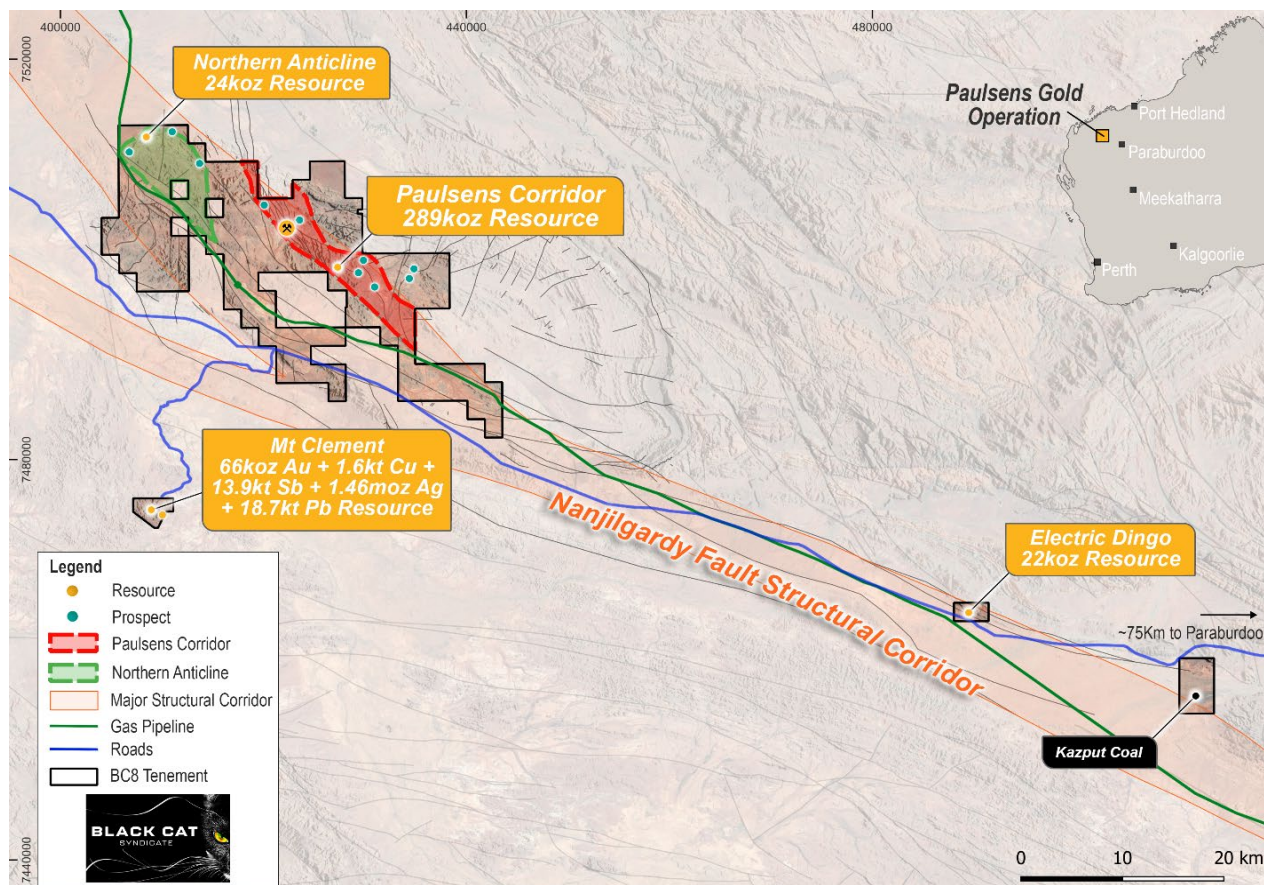 400000
440000
480000
7520000
7480000
7440000
Northern Anticline
24koz Resource
Paulsens Corridor
289koz Resource
Paulsens Gold
Operation
Port Hedland
Paraburdoo
Meekatharra
Kalgoorlie
Perth
Mt Clement
66koz Au + 1.6kt Cu +
13.9kt Sb + 1.46moz Ag
+ 18.7kt Pb Resource
Nanjilgardy Fault Structural Corridor
Electric Dingo
22koz Resource
~75Km to Paraburdoo
Kazput Coal
Legend
Resource
Prospect
Paulsens Corridor
Northern Anticline
Major Structural Corridor
Gas Pipeline
Roads
BC8 Tenement
BLACK CAT
SYNDICATE
0 10 20 km